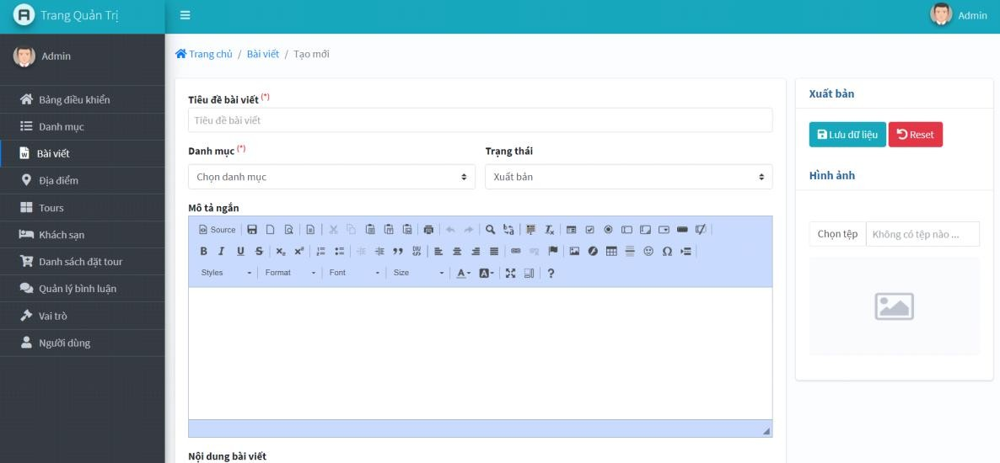 Trang Quản Trị
Admin
Admin
Bảng điều khiển
Danh mục
Bài viết
Địa điểm
Tours
Khách sạn
Danh sách đặt tour
Quản lý bình luận
Vai trò
Người dùng
Trang chủ / Bài viết / Tạo mới
Tiêu đề bài viết (*)
Tiêu đề bài viết
Danh mục (*)
Trạng thái
Chọn danh mục
Xuất bản
Mô tả ngắn
Source
Styles Format Font Size
Nội dung bài viết
Xuất bản
Lưu dữ liệu
Reset
Hình ảnh
Chọn tệp Không có tệp nào ...